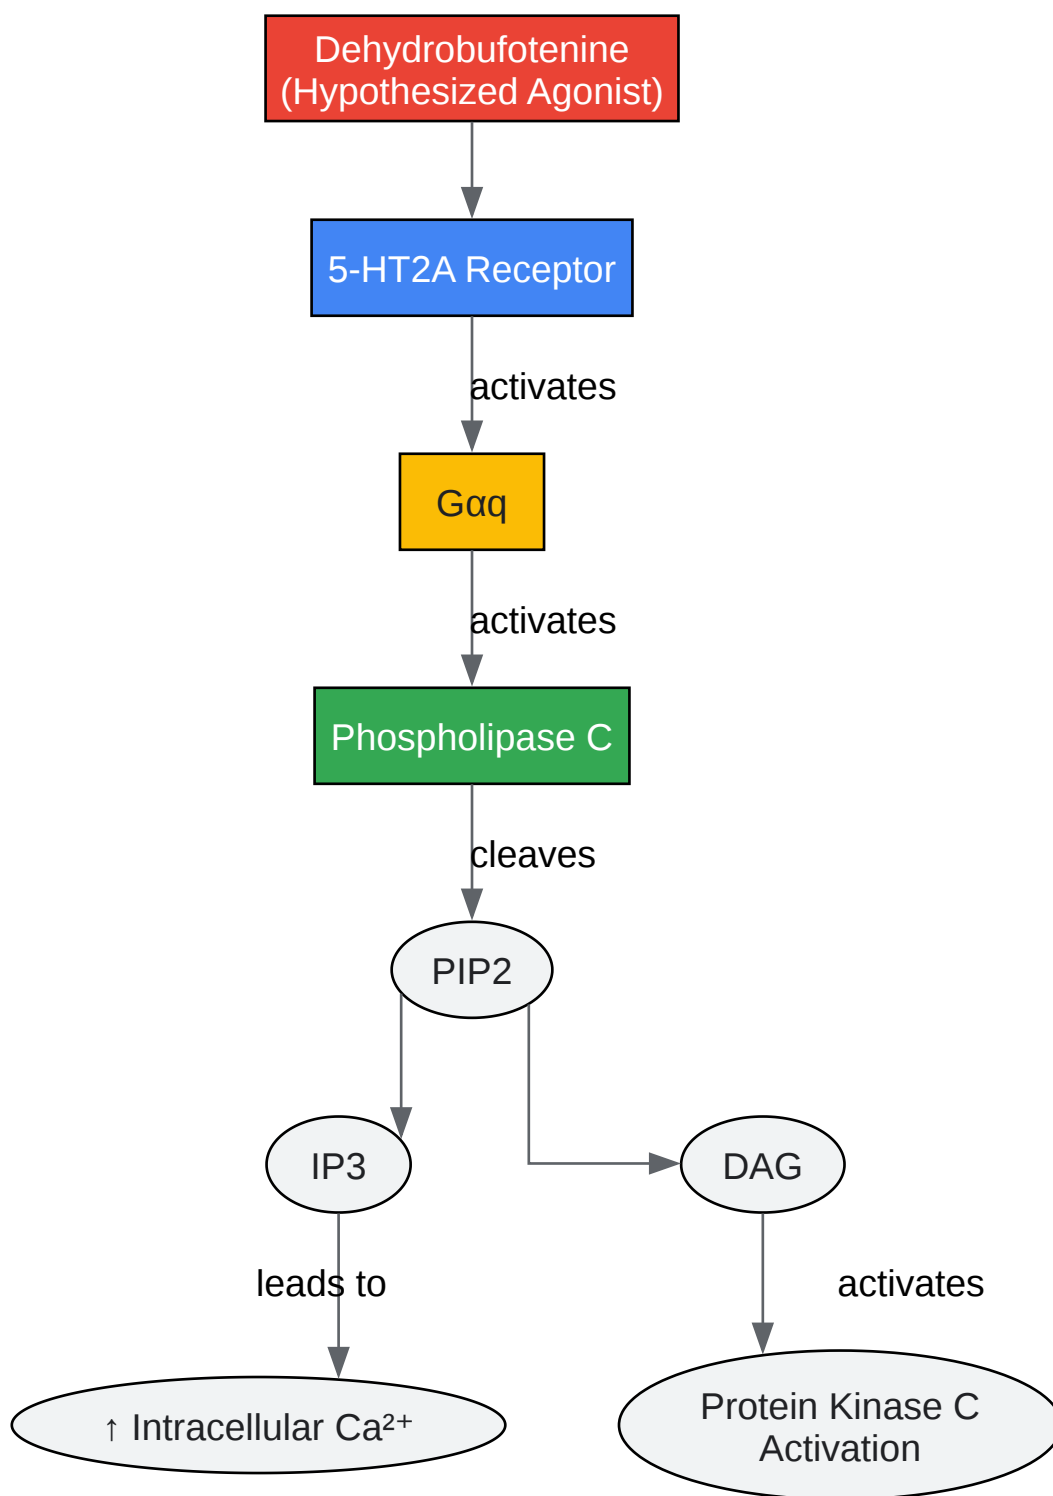 Dehydrobufotenine
(Hypothesized Agonist)
5-HT2A Receptor
activates
Gαq
activates
Phospholipase C
cleaves
PIP2
IP3
DAG
leads to
activates
↑ Intracellular Ca²⁺
Protein Kinase C
Activation